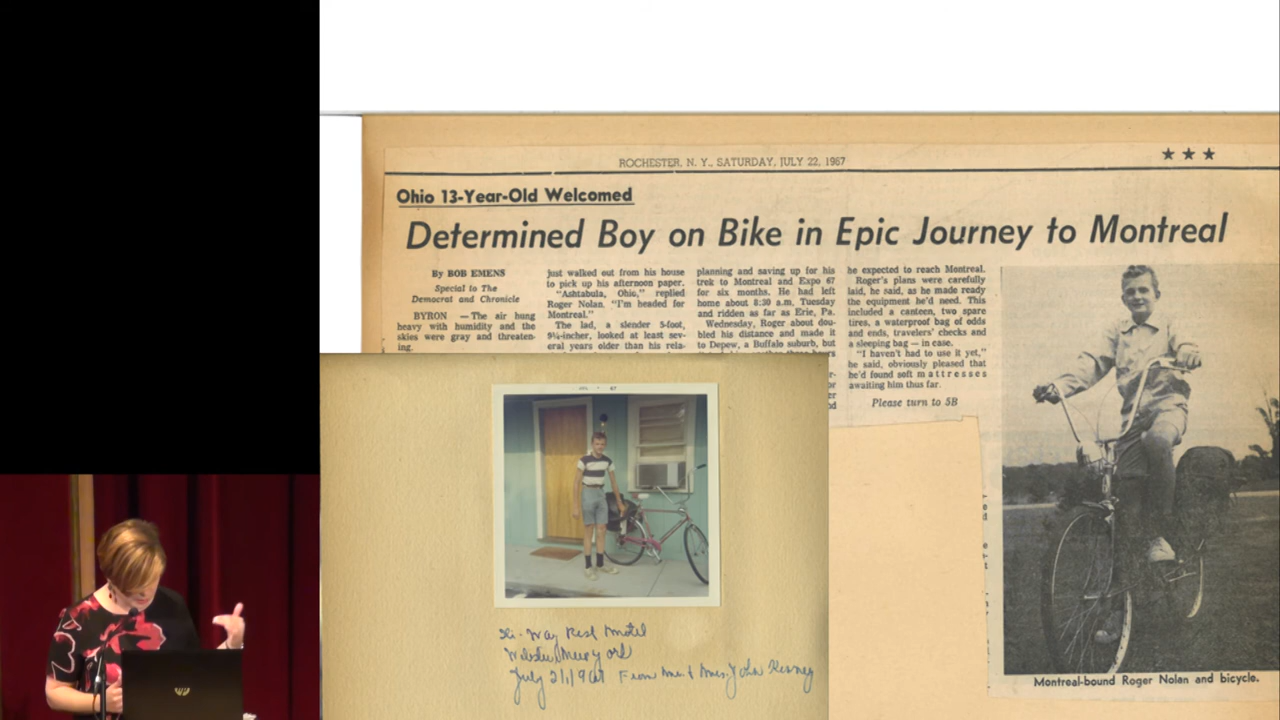 ROCHESTER, N. Y., SATURDAY, JULY 22, 1967
★ ★ ★
Ohio 13-Year-Old Welcomed
Determined Boy on Bike in Epic Journey to Montreal
By BOB EMENS
Special to The
Democrat and Chronicle
BYRON — The air hung
heavy with humidity and the
skies were gray and threaten-
ing.
just walked out from his house
to pick up his afternoon paper.
"Ashtabula, Ohio," replied
Roger Nolan. "I'm headed for
Montreal."
The lad, a slender 5-foot,
9¼-incher, looked at least sev-
eral years older than his rela-
planning and saving up for his
trek to Montreal and Expo 67
for six months. He had left
home about 8:30 a.m. Tuesday
and ridden as far as Erie, Pa.
Wednesday, Roger about dou-
bled his distance and made it
to Depew, a Buffalo suburb, but
he expected to reach Montreal.
Roger's plans were carefully
laid, he said, as he made ready
the equipment he'd need. This
included a canteen, two spare
tires, a waterproof bag of odds
and ends, travelers' checks and
a sleeping bag — in case.
"I haven't had to use it yet,"
he said, obviously pleased that
he'd found soft mattresses
awaiting him thus far.
Please turn to 5B
Montreal-bound Roger Nolan and bicycle.
Hi-Way Rest Motel
Webster, New York
July 21, 1967 From Mr. & Mrs. John Kenney